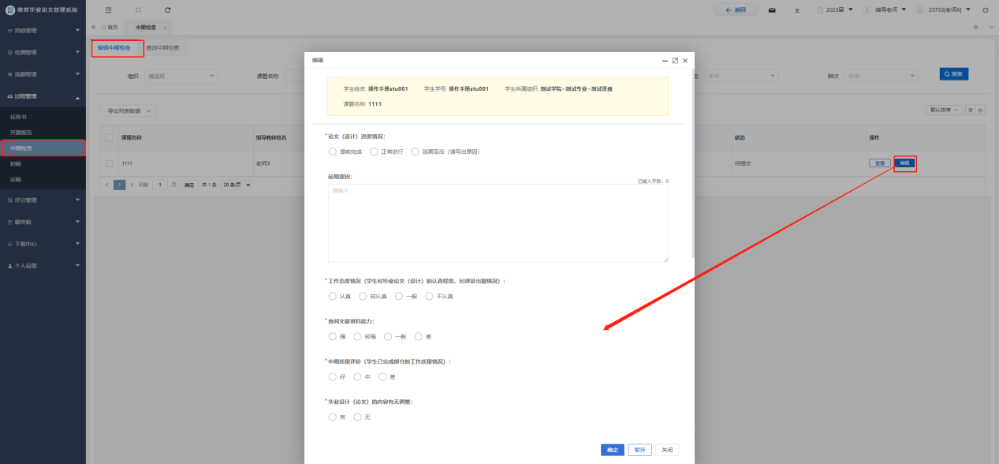 维普毕业论文管理系统
返回
2023届
指导老师
23753[老师X]
消息管理
检测管理
选题管理
过程管理
任务书
开题报告
中期检查
初稿
定稿
评分管理
最终稿
下载中心
个人设置
首页
中期检查
编辑中期检查
查询中期检查
组织
请选择
课题名称
所有
梯次
所有
搜索
导出列表数据
默认排序
课题名称
指导教师姓名
状态
操作
1111
老师X
待提交
查看
编辑
1
到第
1
页
确定
共 1 条
20 条/页
编辑
学生姓名: 操作手册stu001 学生学号: 操作手册stu001 学生所属组织: 测试学院~测试专业~测试班级
课题名称: 1111
*论文（设计）进度情况:
提前完成 正常进行 延期至后（请写出原因）
延期原因:
已输入字数：0
请输入
*工作态度情况（学生对毕业论文（设计）的认真程度、纪律及出勤情况）:
认真 较认真 一般 不认真
*查阅文献资料能力:
强 较强 一般 差
*中期质量评价（学生已完成部分的工作质量情况）:
好 中 差
*毕业设计（论文）的内容有无调整:
有 无
确定
暂存
关闭